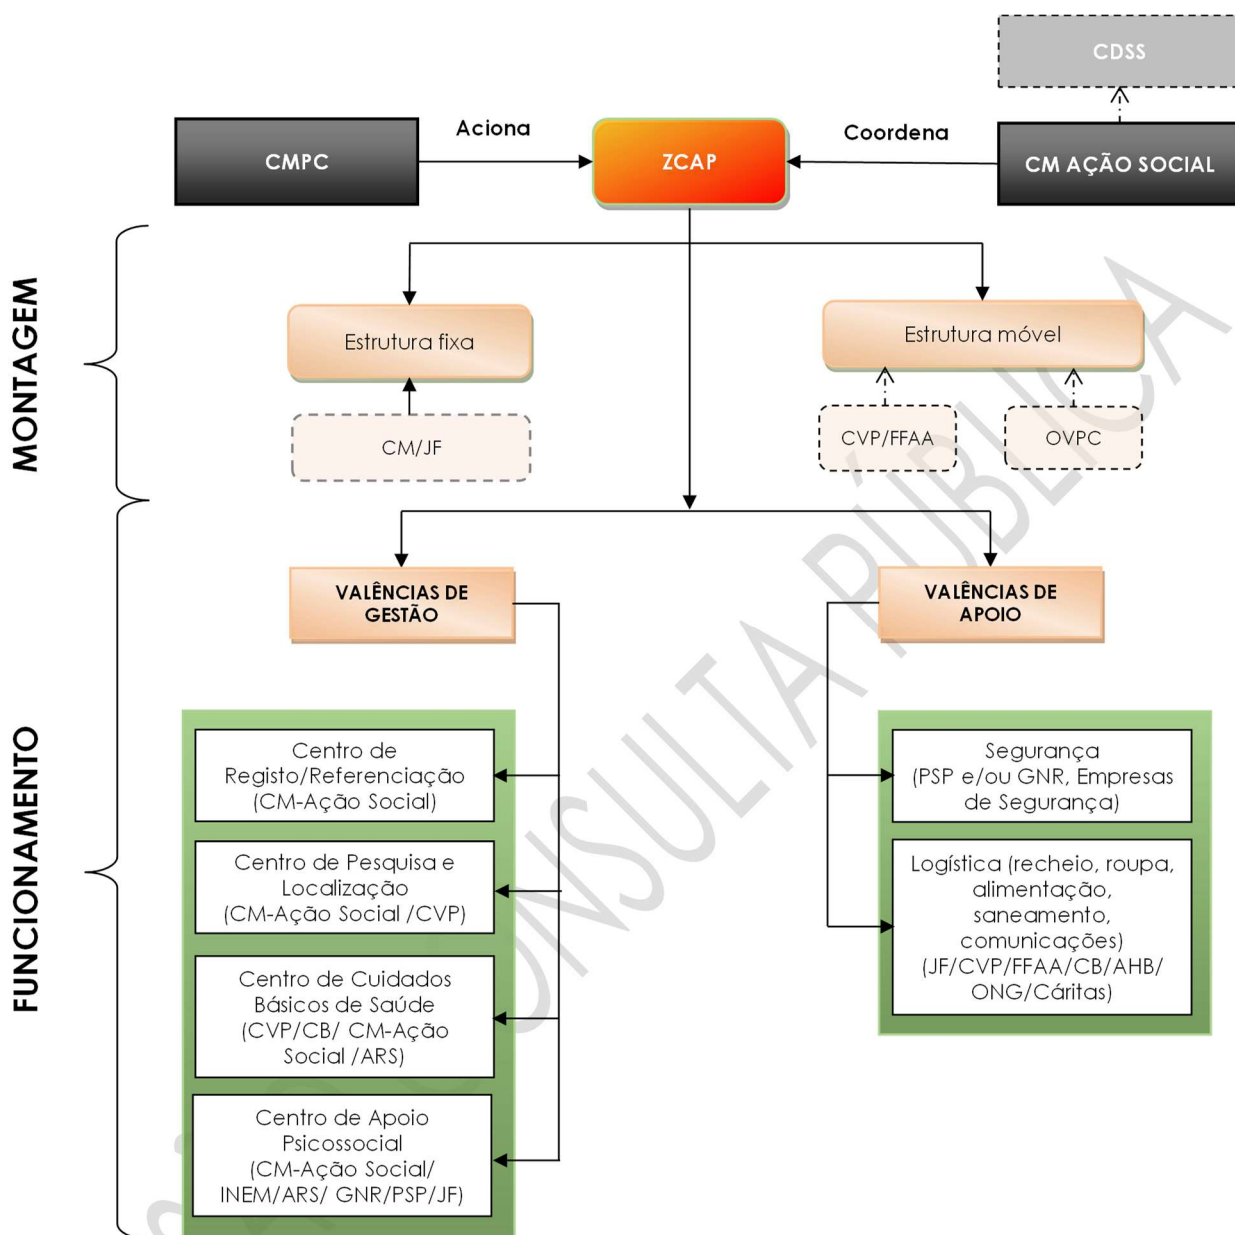 CDSS
Aciona
Coordena
CMPC
ZCAP
CM AÇÃO SOCIAL
MONTAGEM
Estrutura fixa
Estrutura móvel
CM/JF
CVP/FFAA
OVPC
FUNCIONAMENTO
VALÊNCIAS DE
GESTÃO
VALÊNCIAS DE
APOIO
Centro de
Registo/Referenciação
(CM-Ação Social)
Centro de Pesquisa e
Localização
(CM-Ação Social /CVP)
Centro de Cuidados
Básicos de Saúde
(CVP/CB/ CM-Ação
Social /ARS)
Centro de Apoio
Psicossocial
(CM-Ação Social/
INEM/ARS/ GNR/PSP/JF)
Segurança
(PSP e/ou GNR, Empresas
de Segurança)
Logística (recheio, roupa,
alimentação,
saneamento,
comunicações)
(JF/CVP/FFAA/CB/AHB/
ONG/Cáritas)
CONSULTA PÚBLICA